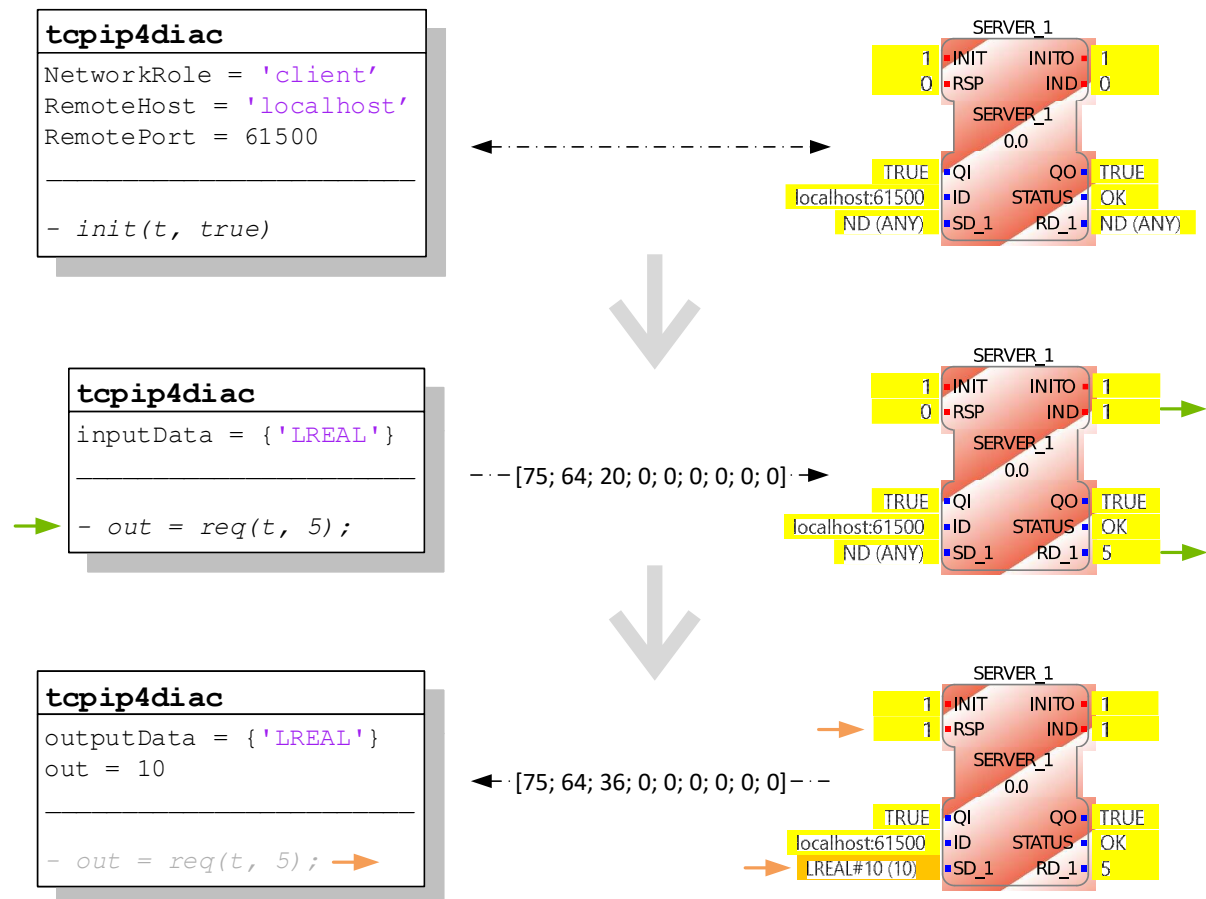 tcpip4diac
NetworkRole = 'client’
RemoteHost = 'localhost’
RemotePort = 61500
- init(t, true)
SERVER_1
1 INIT INITO 1
0 RSP IND 0
SERVER_1
0.0
TRUE QI QO TRUE
localhost:61500 ID STATUS OK
ND (ANY) SD_1 RD_1 ND (ANY)
tcpip4diac
inputData = {'LREAL'}
- out = req(t, 5);
[75; 64; 20; 0; 0; 0; 0; 0; 0]
SERVER_1
1 INIT INITO 1
0 RSP IND 1
SERVER_1
0.0
TRUE QI QO TRUE
localhost:61500 ID STATUS OK
ND (ANY) SD_1 RD_1 5
tcpip4diac
outputData = {'LREAL'}
out = 10
- out = req(t, 5);
[75; 64; 36; 0; 0; 0; 0; 0; 0]
SERVER_1
1 INIT INITO 1
1 RSP IND 1
SERVER_1
0.0
TRUE QI QO TRUE
localhost:61500 ID STATUS OK
LREAL#10 (10) SD_1 RD_1 5